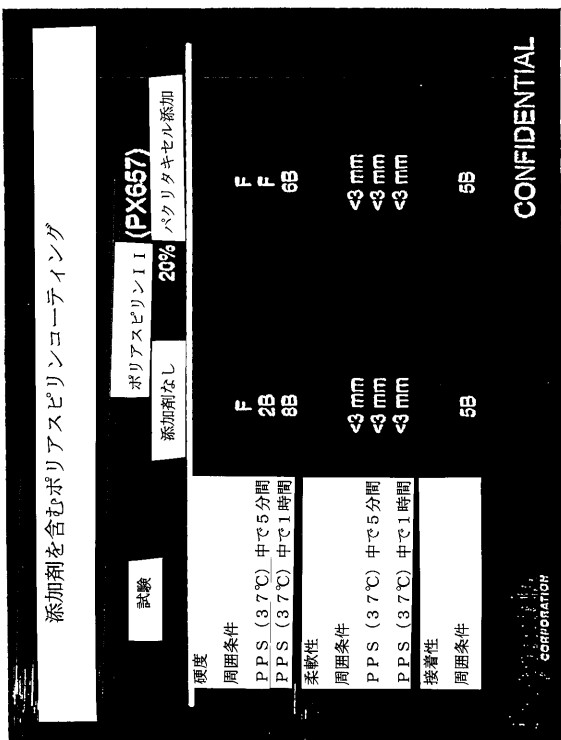 添加剤を含むポリアスピリンコーティング
ポリアスピリンII (PX657)
試験 添加剤なし 20% パクリタキセル添加
硬度
周囲条件 F F
PPS(37℃)中で5分間 2B F
PPS(37℃)中で1時間 8B 6B
柔軟性
周囲条件 <3 mm <3 mm
PPS(37℃)中で5分間 <3 mm <3 mm
PPS(37℃)中で1時間 <3 mm <3 mm
接着性
周囲条件 5B 5B
CORPORATION
CONFIDENTIAL